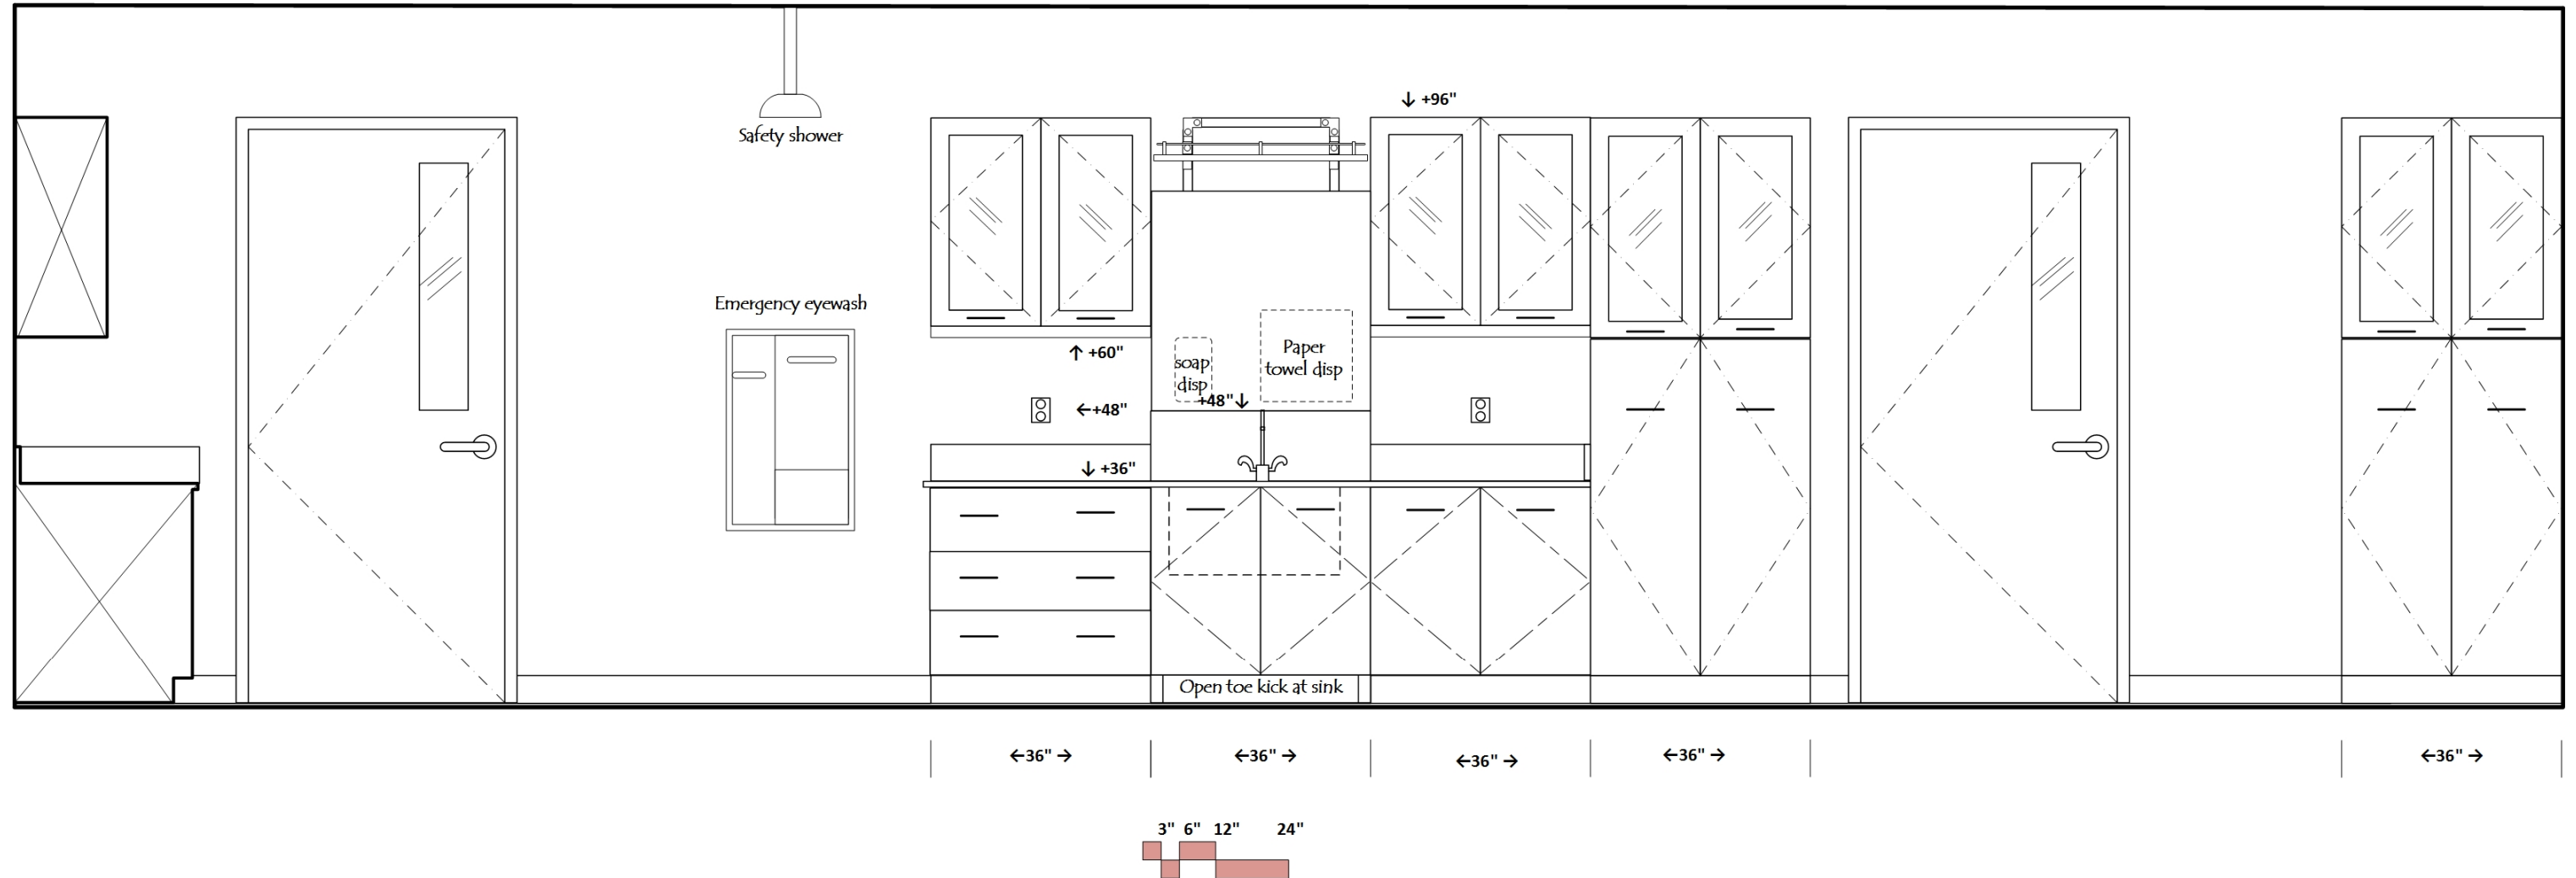 ↓ +96"
Safety shower
Emergency eyewash
↑ +60"
soap
disp
Paper
towel disp
←+48"
+48"↓
↓ +36"
Open toe kick at sink
←36" →
←36" →
←36" →
←36" →
←36" →
3" 6" 12" 24"